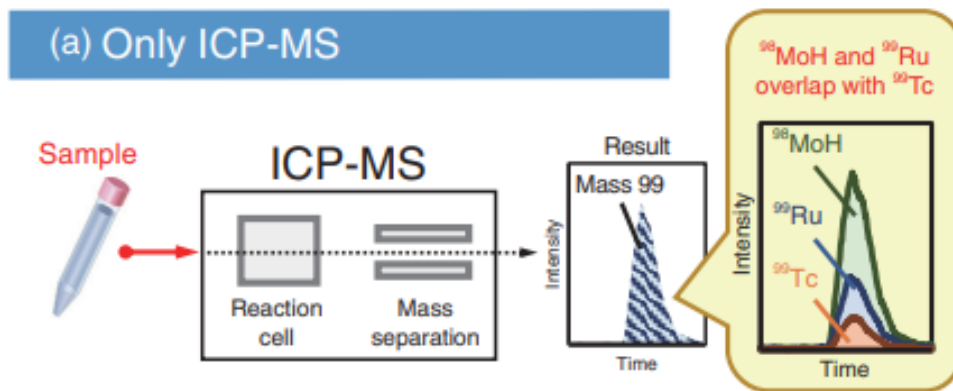 (a) Only ICP-MS
Sample
ICP-MS
Reaction
cell
Mass
separation
Result
Mass 99
Intensity
Time
⁹⁸MoH and ⁹⁹Ru
overlap with ⁹⁹Tc
⁹⁸MoH
⁹⁹Ru
⁹⁹Tc
Intensity
Time